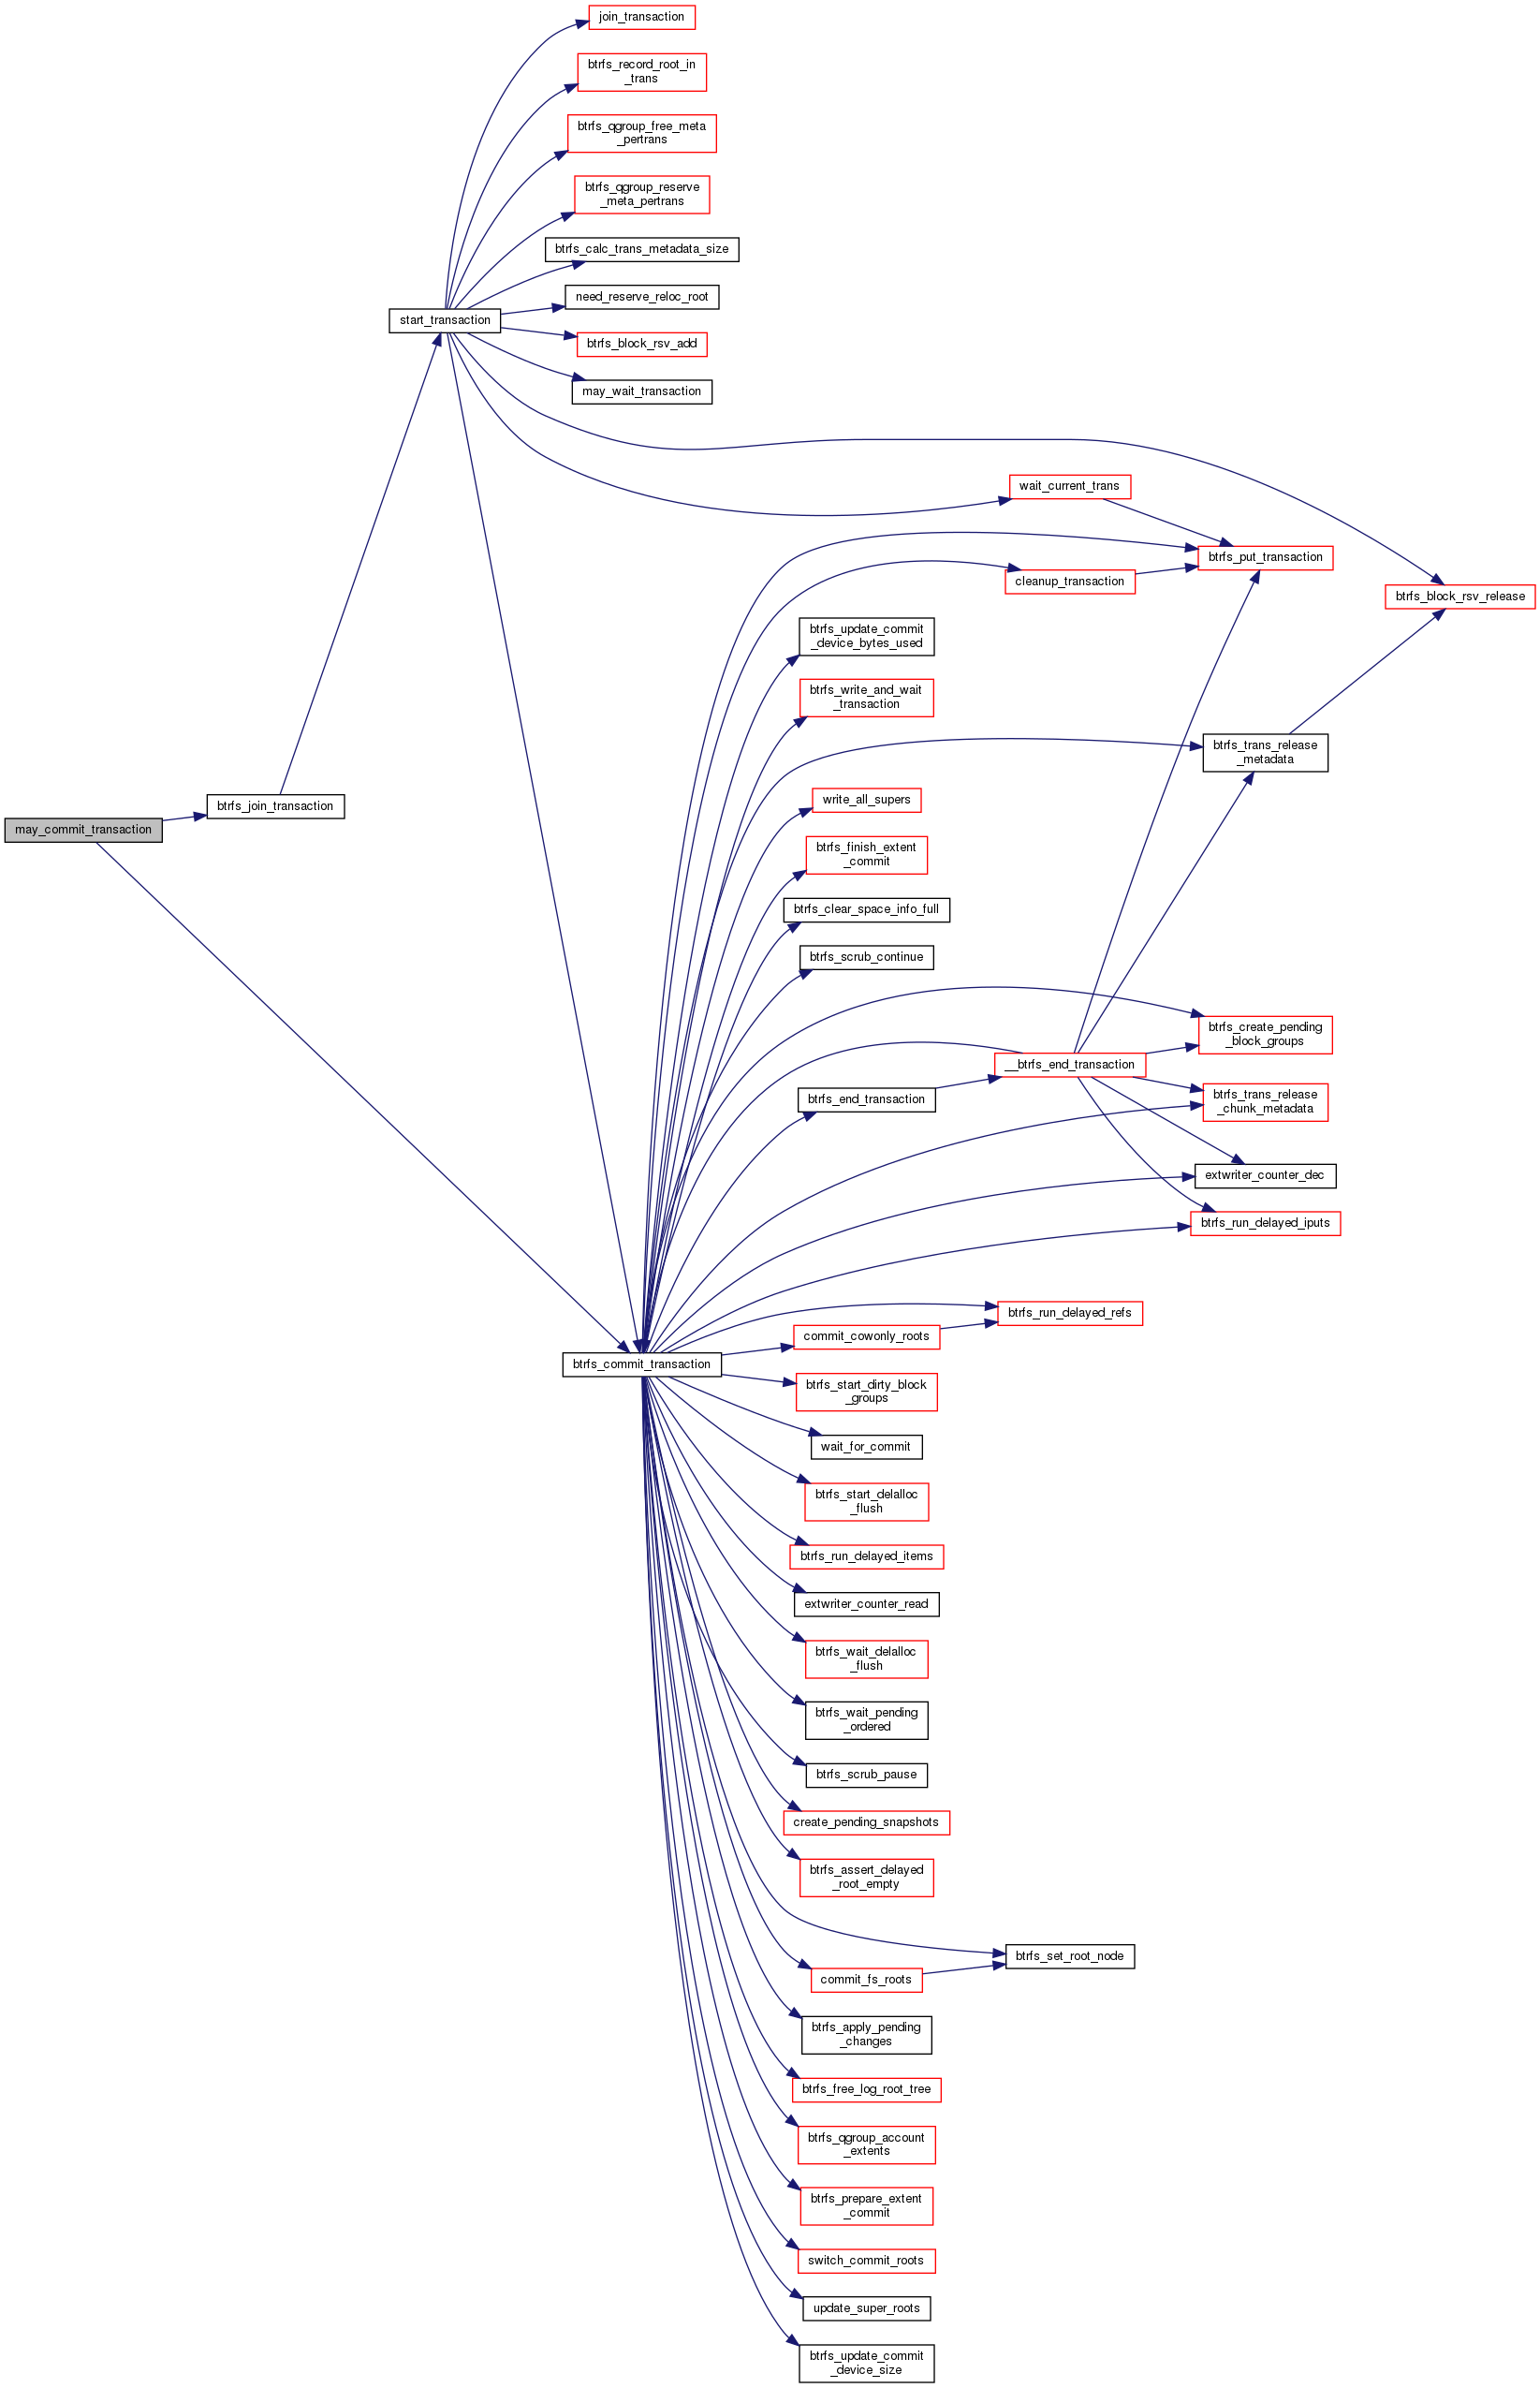 join_transaction
btrfs_record_root_in
_trans
btrfs_qgroup_free_meta
_pertrans
btrfs_qgroup_reserve
_meta_pertrans
btrfs_calc_trans_metadata_size
need_reserve_reloc_root
start_transaction
btrfs_block_rsv_add
may_wait_transaction
wait_current_trans
btrfs_put_transaction
cleanup_transaction
btrfs_block_rsv_release
btrfs_update_commit
_device_bytes_used
btrfs_write_and_wait
_transaction
btrfs_trans_release
_metadata
write_all_supers
btrfs_join_transaction
may_commit_transaction
btrfs_finish_extent
_commit
btrfs_clear_space_info_full
btrfs_scrub_continue
btrfs_create_pending
_block_groups
__btrfs_end_transaction
btrfs_end_transaction
btrfs_trans_release
_chunk_metadata
extwriter_counter_dec
btrfs_run_delayed_iputs
btrfs_run_delayed_refs
commit_cowonly_roots
btrfs_commit_transaction
btrfs_start_dirty_block
_groups
wait_for_commit
btrfs_start_delalloc
_flush
btrfs_run_delayed_items
extwriter_counter_read
btrfs_wait_delalloc
_flush
btrfs_wait_pending
_ordered
btrfs_scrub_pause
create_pending_snapshots
btrfs_assert_delayed
_root_empty
btrfs_set_root_node
commit_fs_roots
btrfs_apply_pending
_changes
btrfs_free_log_root_tree
btrfs_qgroup_account
_extents
btrfs_prepare_extent
_commit
switch_commit_roots
update_super_roots
btrfs_update_commit
_device_size